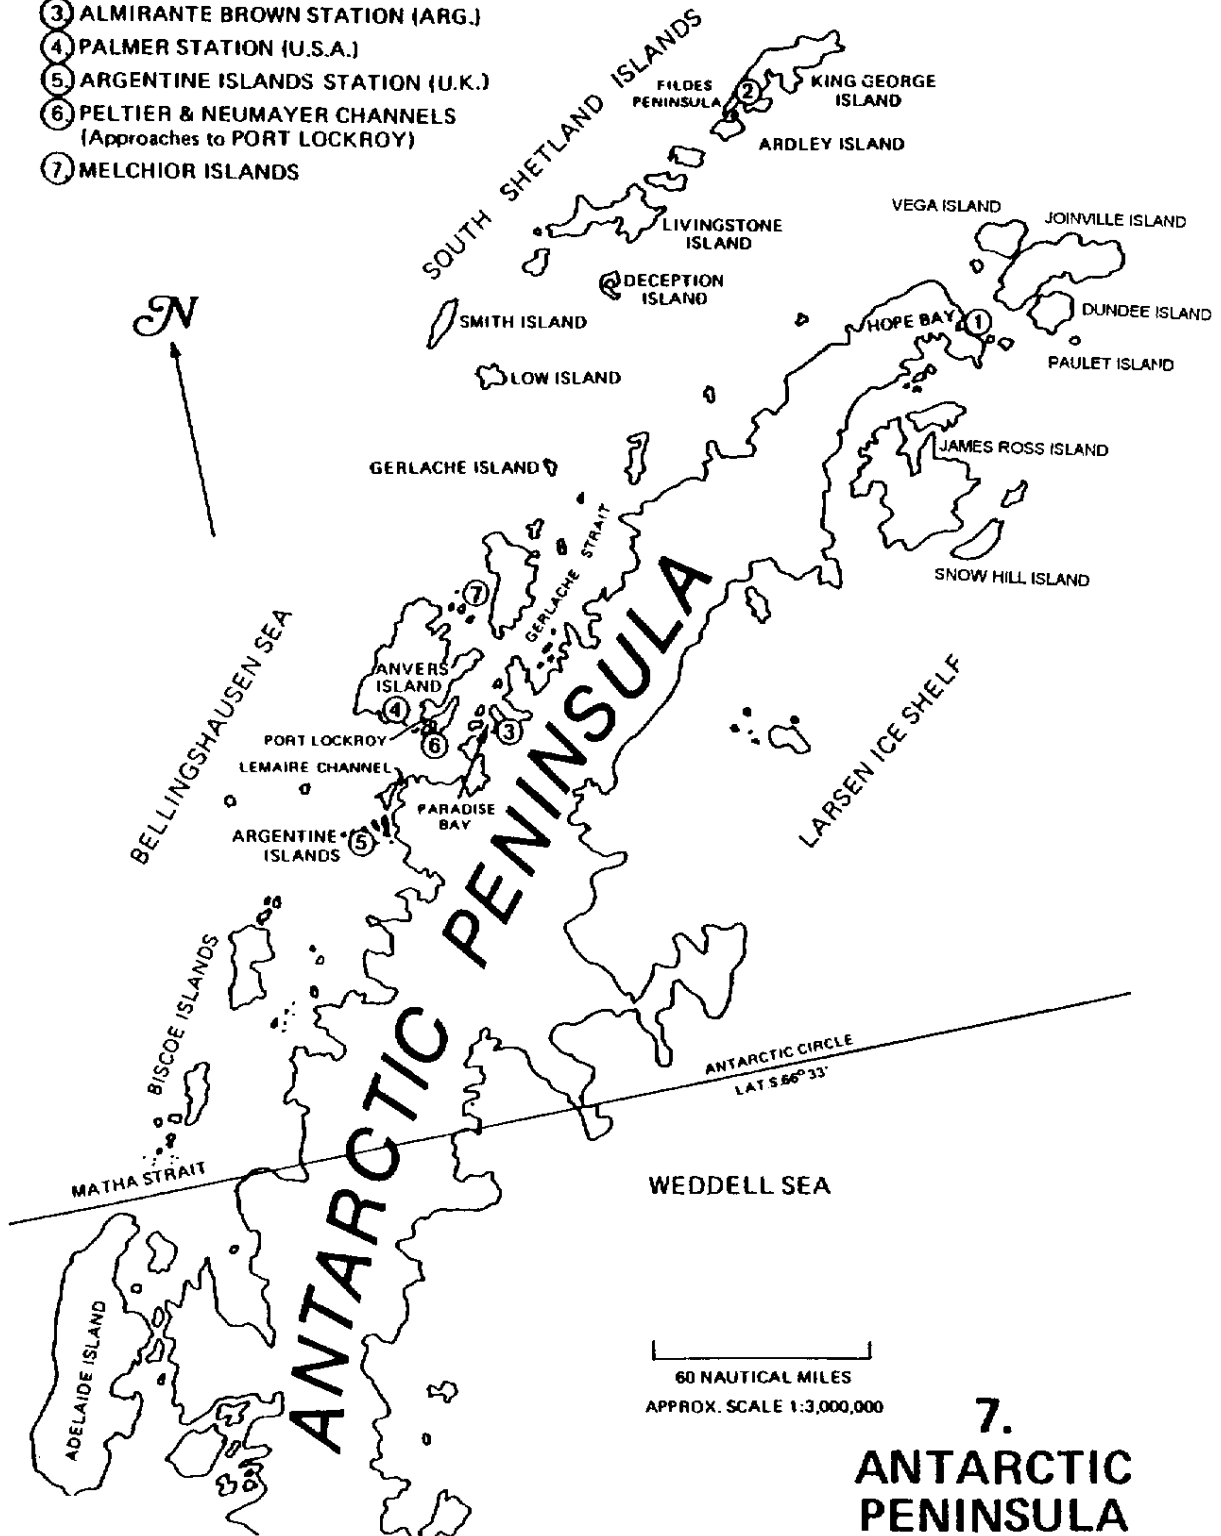 ③ ALMIRANTE BROWN STATION (ARG.)
④ PALMER STATION (U.S.A.)
⑤ ARGENTINE ISLANDS STATION (U.K.)
⑥ PELTIER & NEUMAYER CHANNELS
(Approaches to PORT LOCKROY)
⑦ MELCHIOR ISLANDS
SOUTH SHETLAND ISLANDS
FILDES
PENINSULA
2
KING GEORGE
ISLAND
ARDLEY ISLAND
LIVINGSTONE
ISLAND
DECEPTION
ISLAND
SMITH ISLAND
LOW ISLAND
VEGA ISLAND
JOINVILLE ISLAND
HOPE BAY
1
DUNDEE ISLAND
PAULET ISLAND
N
GERLACHE ISLAND
GERLACHE STRAIT
JAMES ROSS ISLAND
SNOW HILL ISLAND
7
BELLINGSHAUSEN SEA
ANVERS
ISLAND
4
PORT LOCKROY
6
3
LEMAIRE CHANNEL
PARADISE
BAY
ARGENTINE
ISLANDS
5
LARSEN ICE SHELF
ANTARCTIC PENINSULA
BISCOE ISLANDS
ANTARCTIC CIRCLE
LAT S.66° 33'
MATHA STRAIT
WEDDELL SEA
ADELAIDE ISLAND
60 NAUTICAL MILES
APPROX. SCALE 1:3,000,000
7.
ANTARCTIC
PENINSULA